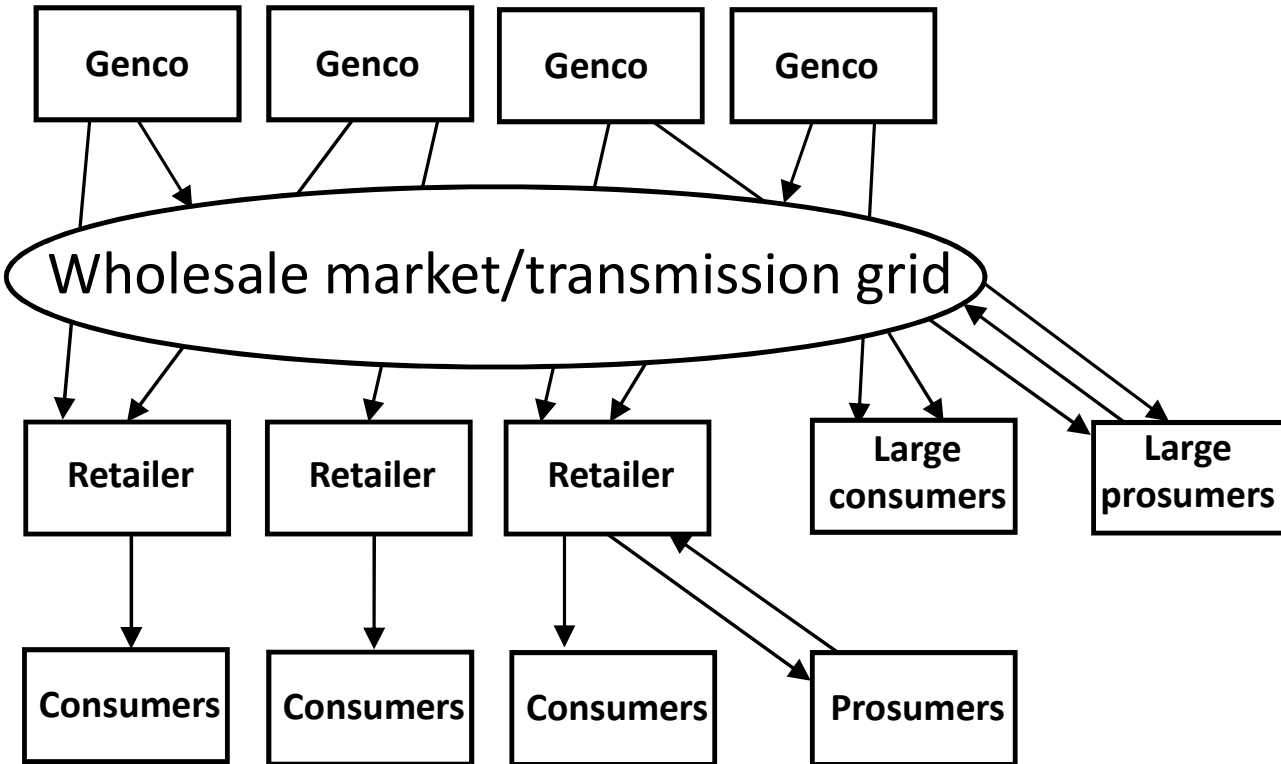 Genco
Genco
Genco
Genco
Wholesale market/transmission grid
Retailer
Retailer
Retailer
Large
consumers
Large
prosumers
Consumers
Consumers
Consumers
Prosumers